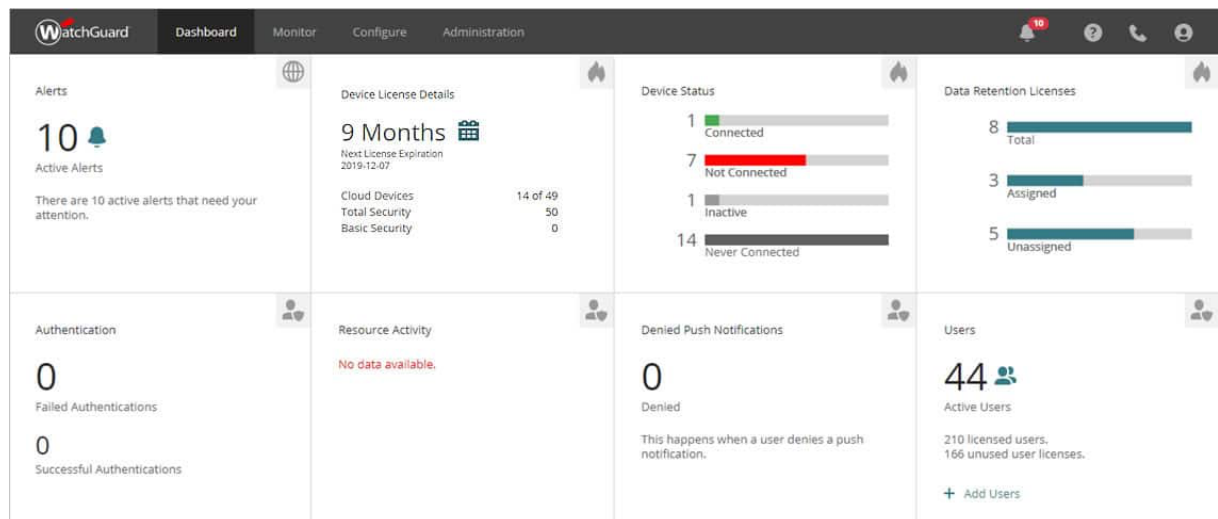 WatchGuard Dashboard Monitor Configure Administration 10
Alerts
10
Active Alerts
There are 10 active alerts that need your
attention.
Device License Details
9 Months
Next License Expiration
2019-12-07
Cloud Devices 14 of 49
Total Security 50
Basic Security 0
Device Status
1
Connected
7
Not Connected
1
Inactive
14
Never Connected
Data Retention Licenses
8
Total
3
Assigned
5
Unassigned
Authentication
0
Failed Authentications
0
Successful Authentications
Resource Activity
No data available.
Denied Push Notifications
0
Denied
This happens when a user denies a push
notification.
Users
44
Active Users
210 licensed users.
166 unused user licenses.
+ Add Users